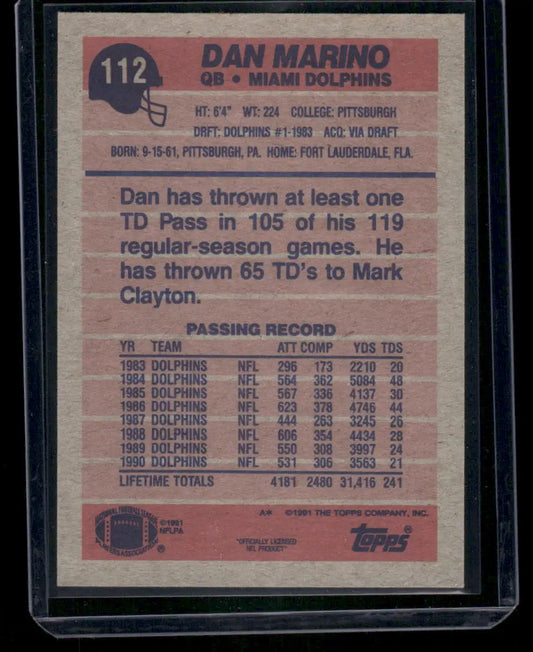 112
DAN MARINO
QB • MIAMI DOLPHINS
HT: 6'4" WT: 224 COLLEGE: PITTSBURGH
DRFT: DOLPHINS #1-1983 ACQ: VIA DRAFT
BORN: 9-15-61, PITTSBURGH, PA. HOME: FORT LAUDERDALE, FLA.
Dan has thrown at least one
TD Pass in 105 of his 119
regular-season games. He
has thrown 65 TD's to Mark
Clayton.
PASSING RECORD
YR TEAM ATT COMP YDS TDS
1983 DOLPHINS NFL 296 173 2210 20
1984 DOLPHINS NFL 564 362 5084 48
1985 DOLPHINS NFL 567 336 4137 30
1986 DOLPHINS NFL 623 378 4746 44
1987 DOLPHINS NFL 444 263 3245 26
1988 DOLPHINS NFL 606 354 4434 28
1989 DOLPHINS NFL 550 308 3997 24
1990 DOLPHINS NFL 531 306 3563 21
LIFETIME TOTALS 4181 2480 31,416 241
A* ©1991 THE TOPPS COMPANY, INC.
NATIONAL FOOTBALL LEAGUE
PLAYERS ASSOCIATION
®
©1991
NFLPA
"OFFICIALLY LICENSED
NFL PRODUCT"
TOPPS®